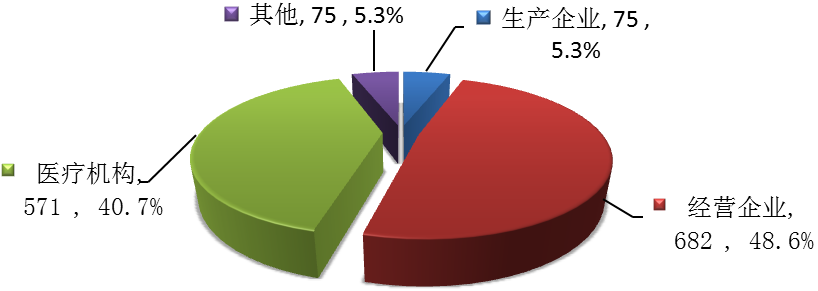 其他, 75 , 5.3%
生产企业, 75 ,
5.3%
医疗机构,
571 , 40.7%
经营企业,
682 , 48.6%